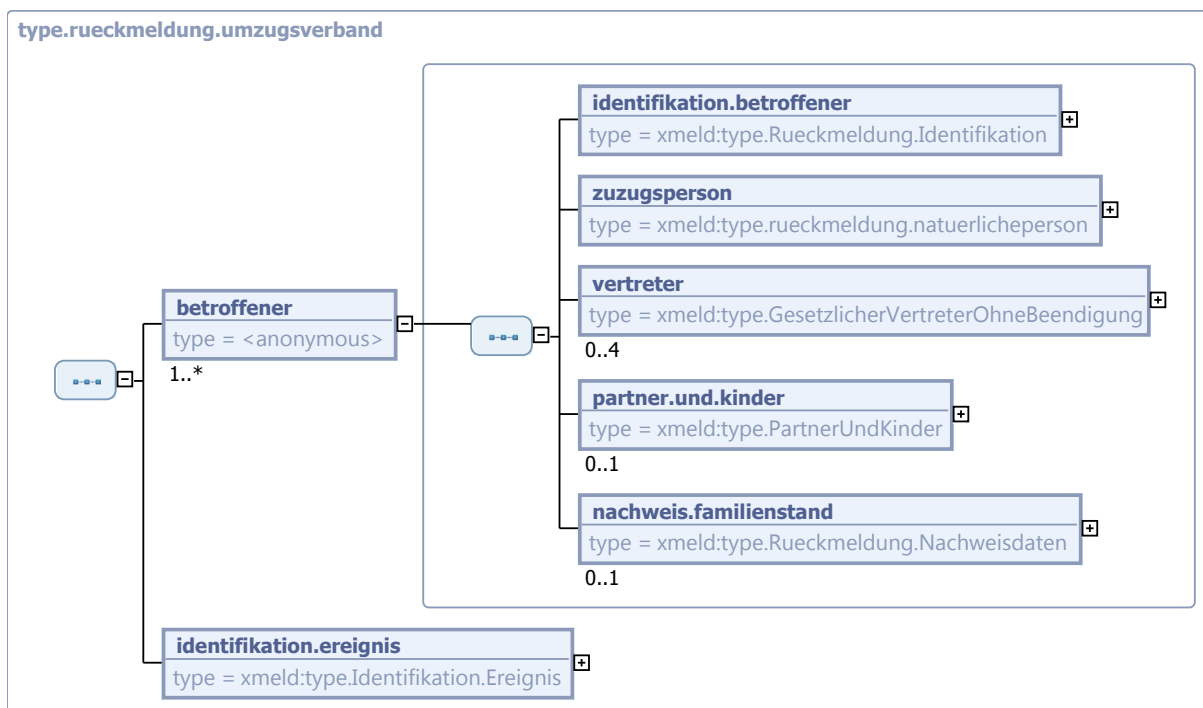 type.rueckmeldung.umzugsverband
identifikation.betroffener
type = xmeld:type.Rueckmeldung.Identifikation
zuzugsperson
type = xmeld:type.rueckmeldung.natuerlicheperson
vertreter
type = xmeld:type.GesetzlicherVertreterOhneBeendigung
0..4
betroffener
type = <anonymous>
1..*
partner.und.kinder
type = xmeld:type.PartnerUndKinder
0..1
nachweis.familienstand
type = xmeld:type.Rueckmeldung.Nachweisdaten
0..1
identifikation.ereignis
type = xmeld:type.Identifikation.Ereignis